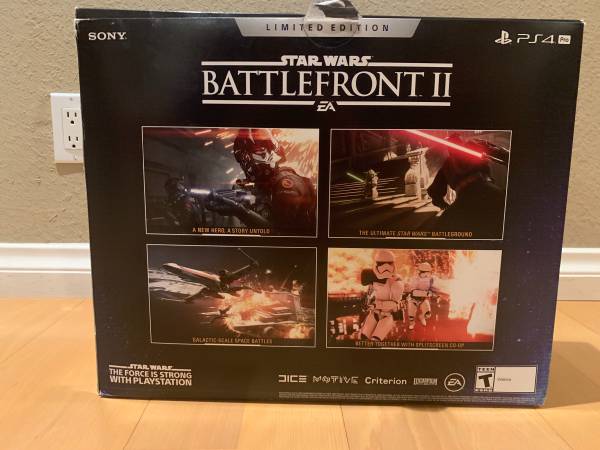 LIMITED EDITION
SONY
PS4 PRO
STAR WARS
BATTLEFRONT II
EA
A NEW HERO, A STORY UNTOLD
THE ULTIMATE STAR WARS™ BATTLEGROUND
GALACTIC-SCALE SPACE BATTLES
BETTER TOGETHER WITH SPLITSCREEN CO-OP
STAR WARS
THE FORCE IS STRONG
WITH PLAYSTATION
DICE MOTIVE Criterion LUCASFILM EA
TEEN
T